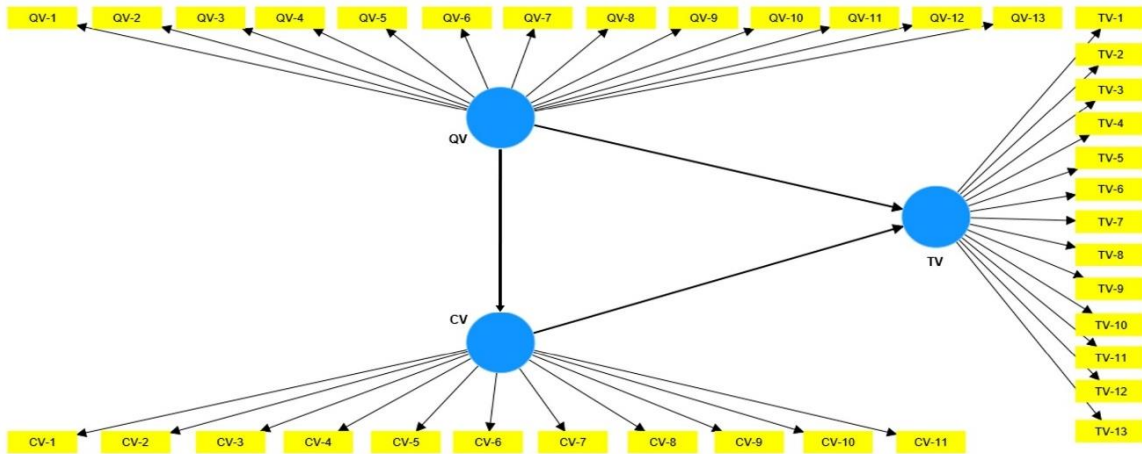 QV-1 QV-2 QV-3 QV-4 QV-5 QV-6 QV-7 QV-8 QV-9 QV-10 QV-11 QV-12 QV-13
TV-1
TV-2
TV-3
TV-4
TV-5
TV-6
TV-7
TV-8
TV-9
TV-10
TV-11
TV-12
TV-13
QV
TV
CV
CV-1 CV-2 CV-3 CV-4 CV-5 CV-6 CV-7 CV-8 CV-9 CV-10 CV-11